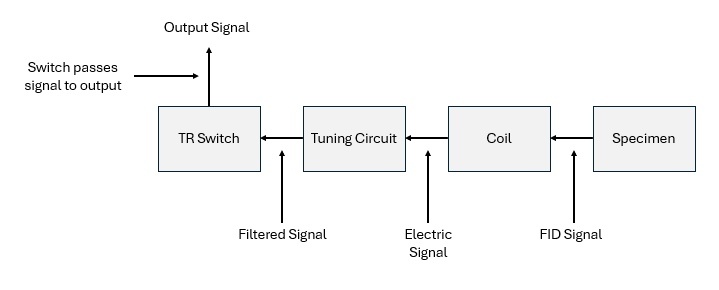 Output Signal
Switch passes
signal to output
TR Switch
Tuning Circuit
Coil
Specimen
Filtered Signal
Electric
Signal
FID Signal